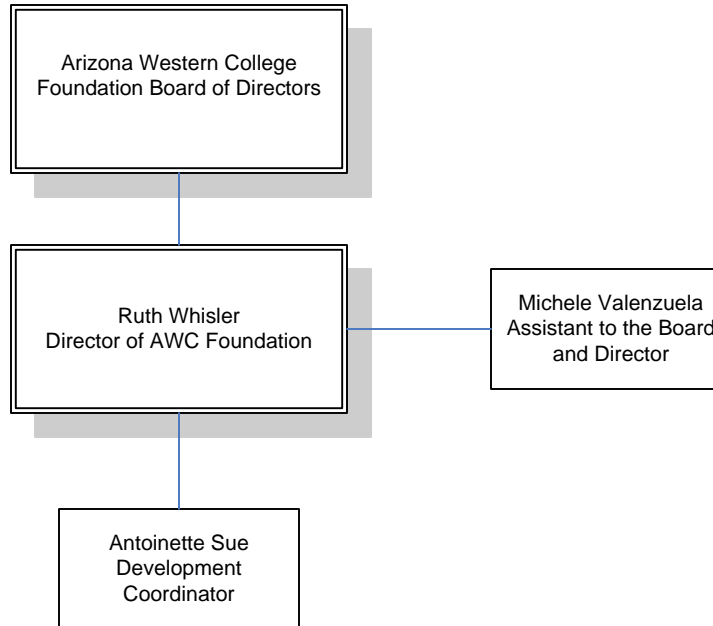 Arizona Western College
Foundation Board of Directors
Ruth Whisler
Director of AWC Foundation
Michele Valenzuela
Assistant to the Board
and Director
Antoinette Sue
Development
Coordinator